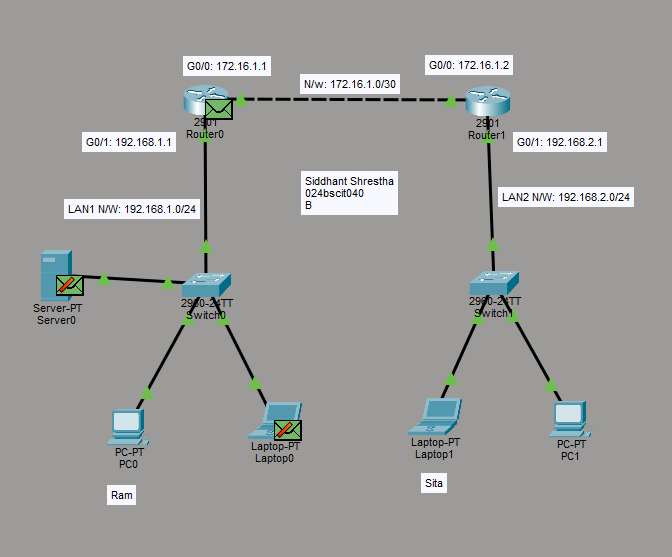 G0/0: 172.16.1.1
G0/0: 172.16.1.2
N/w: 172.16.1.0/30
2901
Router0
2901
Router1
G0/1: 192.168.1.1
G0/1: 192.168.2.1
Siddhant Shrestha
024bscit040
B
LAN1 N/W: 192.168.1.0/24
LAN2 N/W: 192.168.2.0/24
Server-PT
Server0
2960-24TT
Switch0
2960-24TT
Switch1
PC-PT
PC0
Laptop-PT
Laptop0
Laptop-PT
Laptop1
PC-PT
PC1
Ram
Sita